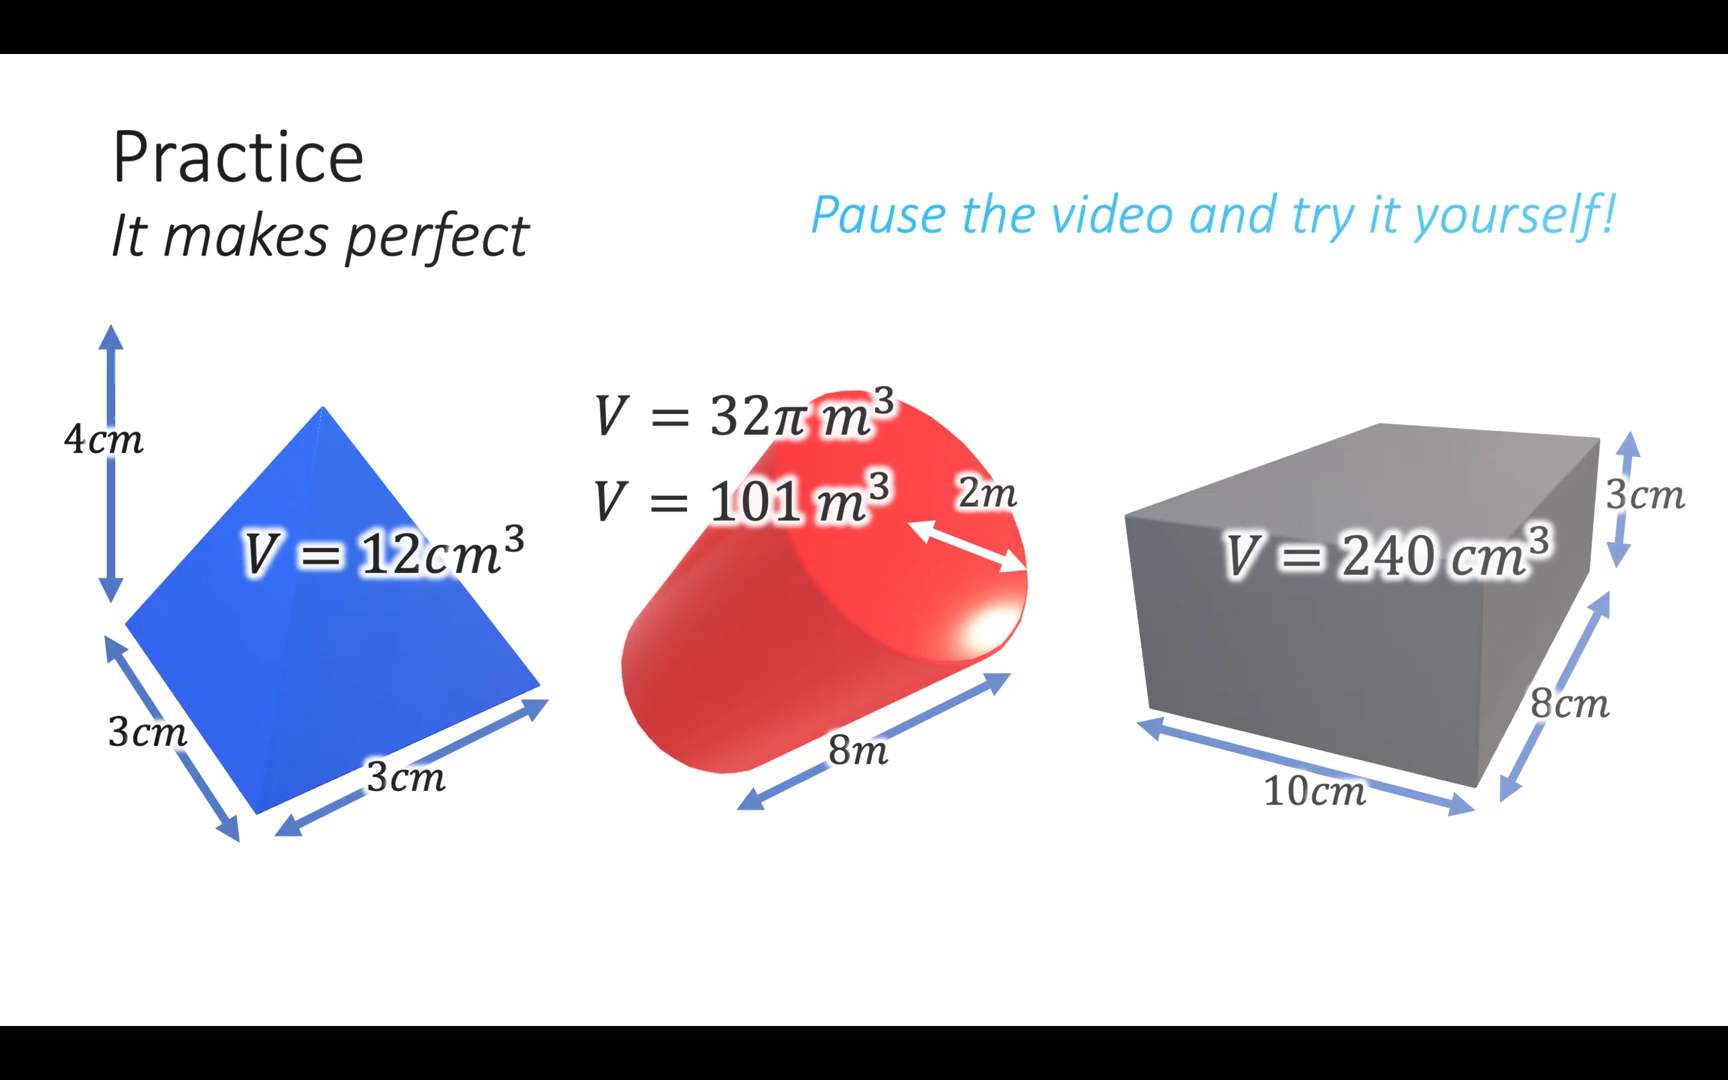 Practice
It makes perfect
Pause the video and try it yourself!
4cm
V = 12cm³
3cm
3cm
V = 32π m³
V = 101 m³
2m
8m
V = 240 cm³
3cm
8cm
10cm